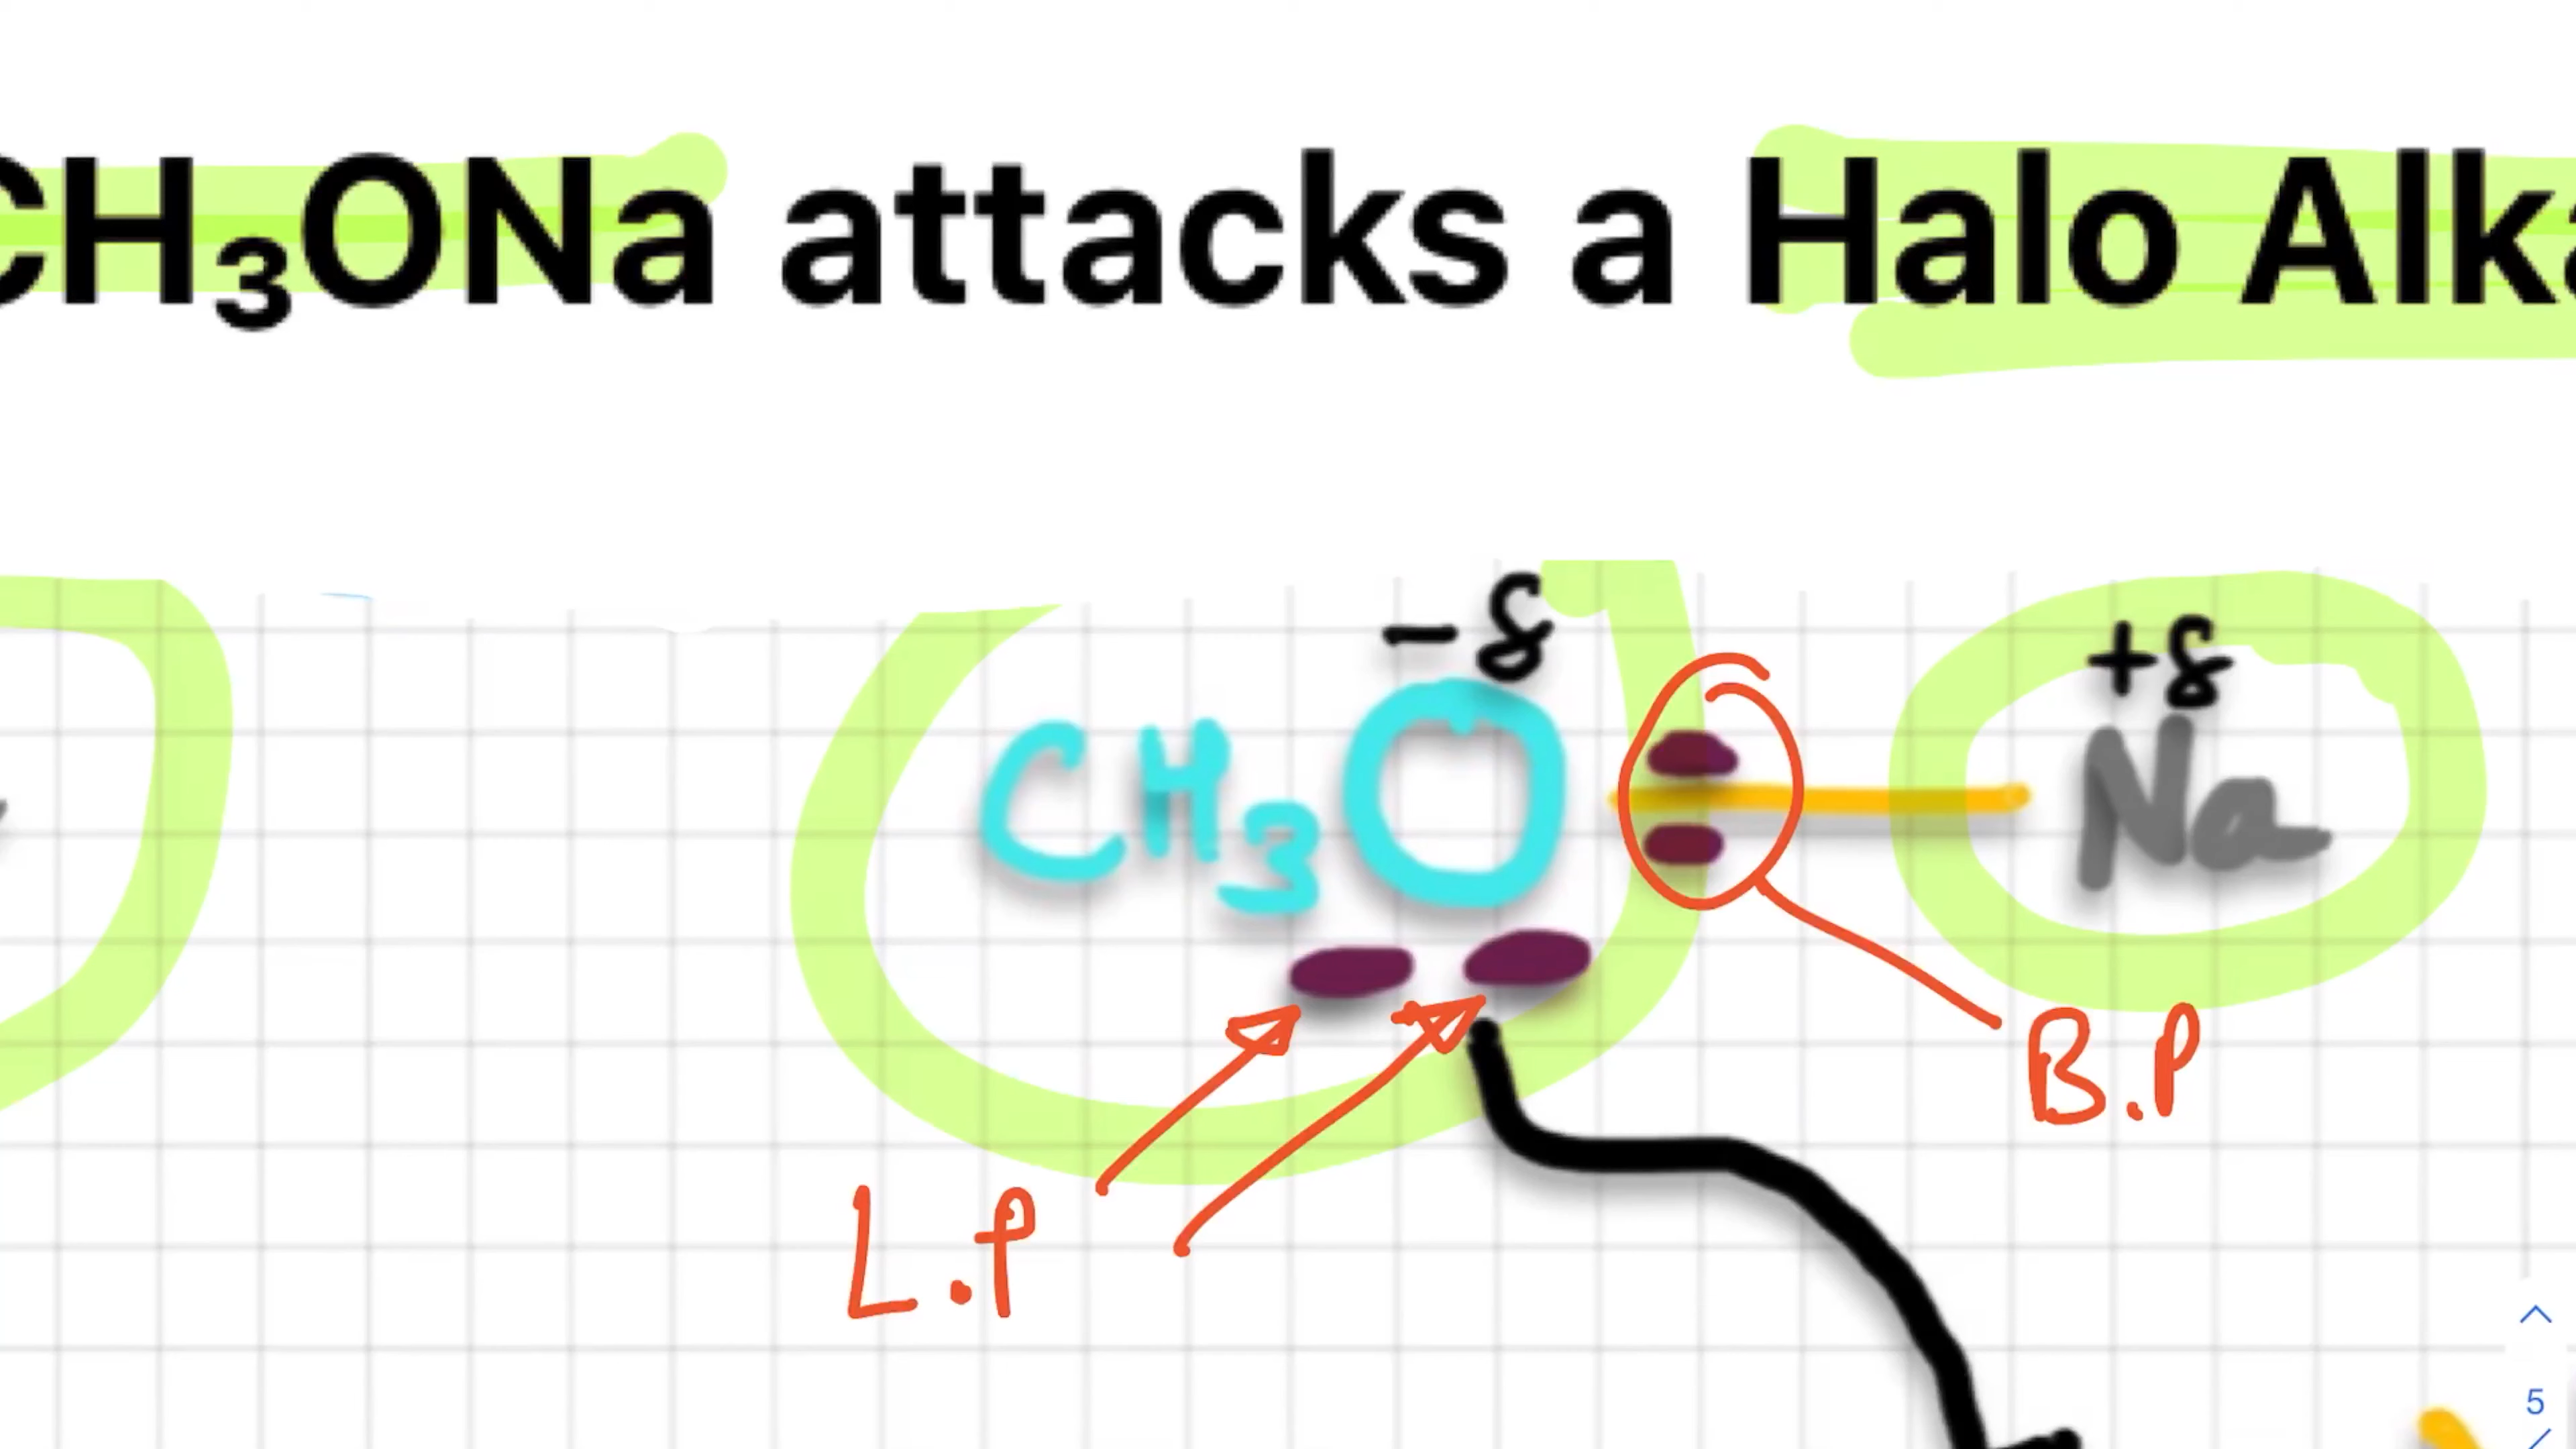 CH₃ONa attacks a Halo Alka
-δ
+δ
CH₃O
Na
B.P
L.P
5